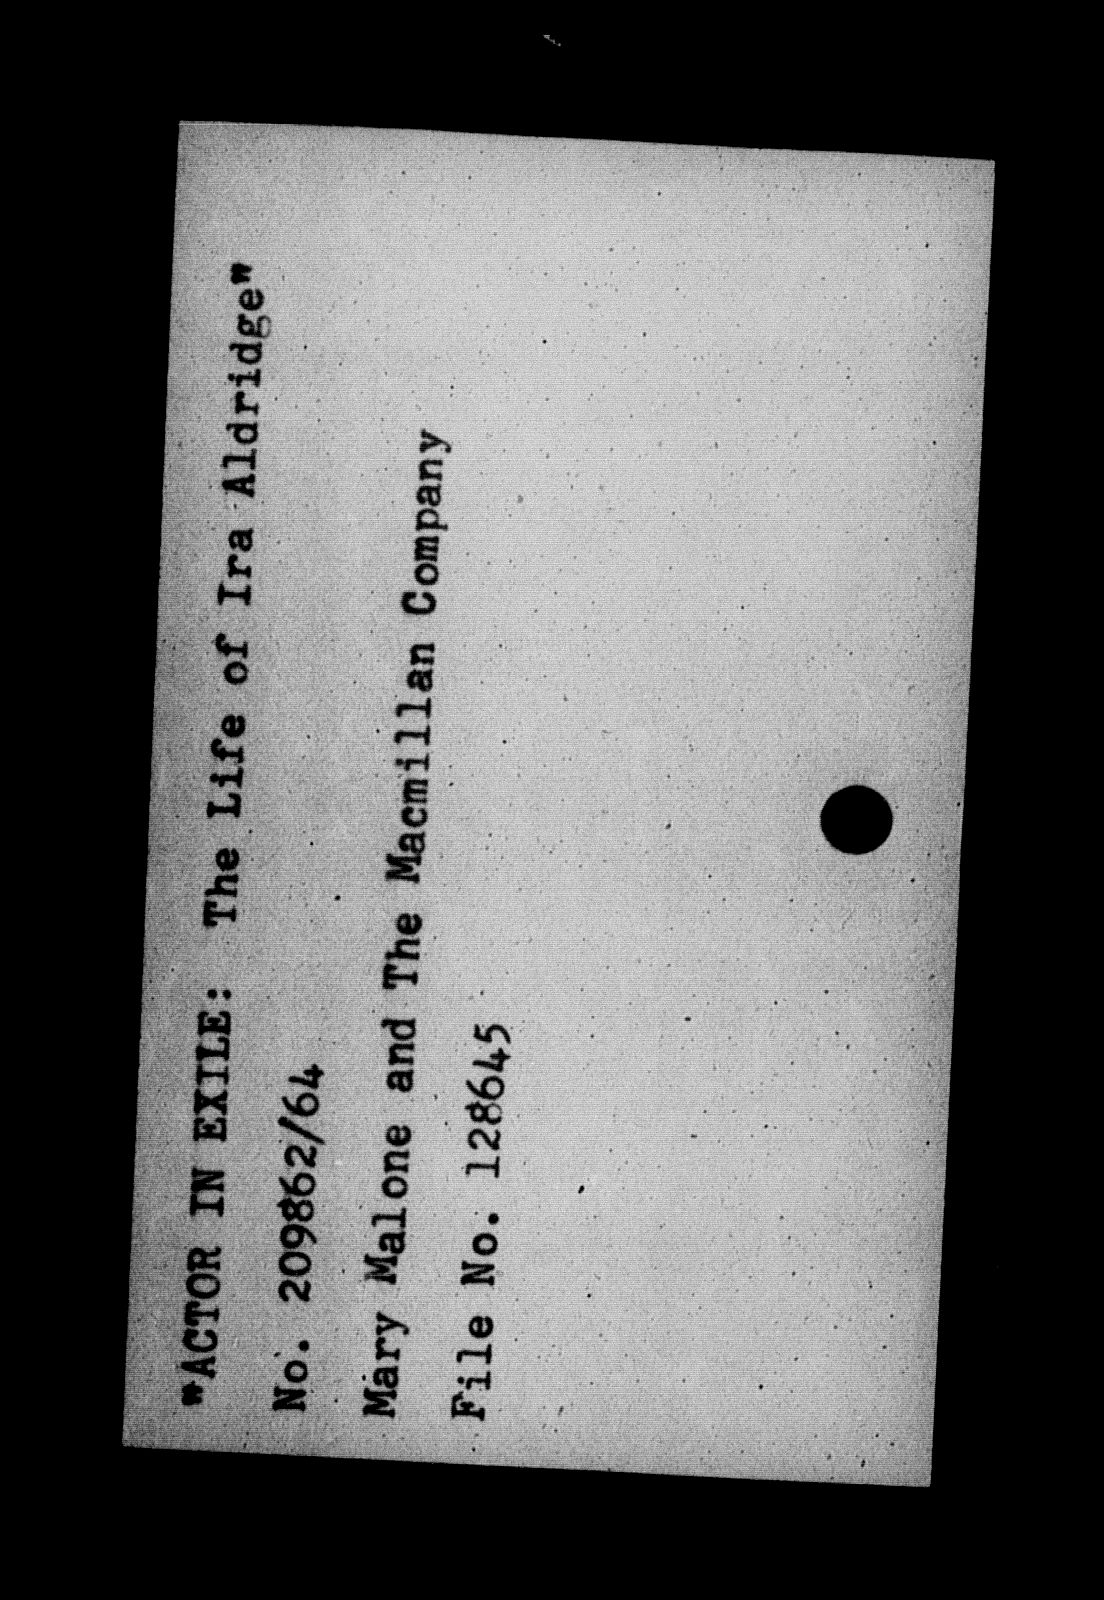 "ACTOR IN EXILE:  The Life of Ira Aldridge"
No. 209862/64
Mary Malone and The Macmillan Company
File No. 128645